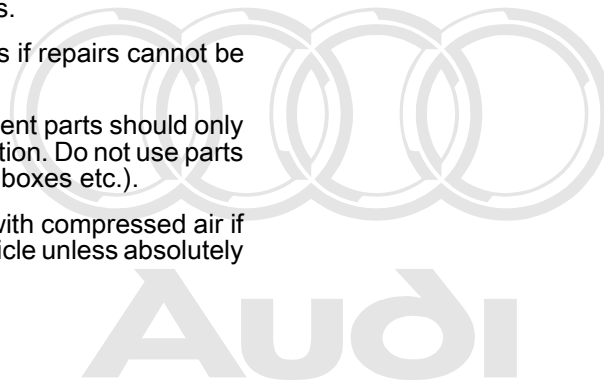 s.
s if repairs cannot be
ent parts should only
tion. Do not use parts
boxes etc.).
with compressed air if
icle unless absolutely
Audi